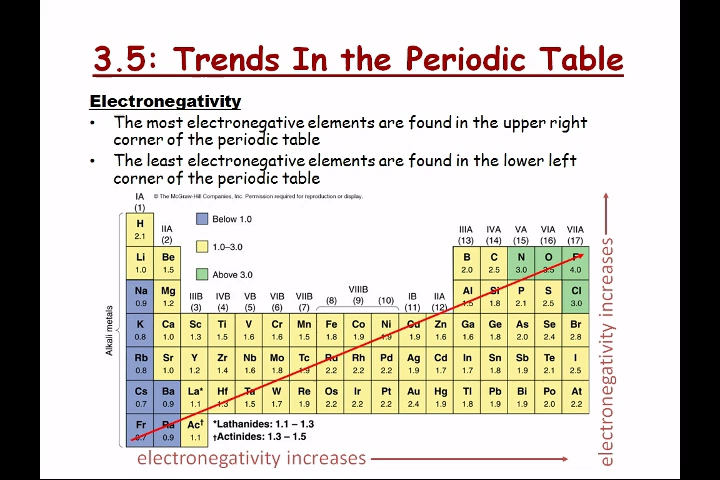 3.5: Trends In the Periodic Table
Electronegativity
• The most electronegative elements are found in the upper right
corner of the periodic table
• The least electronegative elements are found in the lower left
corner of the periodic table
© The McGraw-Hill Companies, Inc. Permission required for reproduction or display.
IA
(1)
H
2.1
IIA
(2)
Below 1.0
1.0–3.0
Above 3.0
IIIA IVA VA VIA VIIA
(13) (14) (15) (16) (17)
Li Be B C N O F
1.0 1.5 2.0 2.5 3.0 3.5 4.0
Na Mg Al Si P S Cl
0.9 1.2 1.5 1.8 2.1 2.5 3.0
IIIB IVB VB VIB VIIB VIIIB IB IIA
(3) (4) (5) (6) (7) (8) (9) (10) (11) (12)
K Ca Sc Ti V Cr Mn Fe Co Ni Cu Zn Ga Ge As Se Br
0.8 1.0 1.3 1.5 1.6 1.6 1.5 1.8 1.9 1.9 1.9 1.6 1.6 1.8 2.0 2.4 2.8
Rb Sr Y Zr Nb Mo Tc Ru Rh Pd Ag Cd In Sn Sb Te I
0.8 1.0 1.2 1.4 1.6 1.8 1.9 2.2 2.2 2.2 1.9 1.7 1.7 1.8 1.9 2.1 2.5
Cs Ba La* Hf Ta W Re Os Ir Pt Au Hg Tl Pb Bi Po At
0.7 0.9 1.1 1.3 1.5 1.7 1.9 2.2 2.2 2.2 2.4 1.9 1.8 1.9 1.9 2.0 2.2
Fr Ra Ac†
0.7 0.9 1.1
*Lathanides: 1.1 – 1.3
†Actinides: 1.3 – 1.5
Alkali metals
electronegativity increases
electronegativity increases